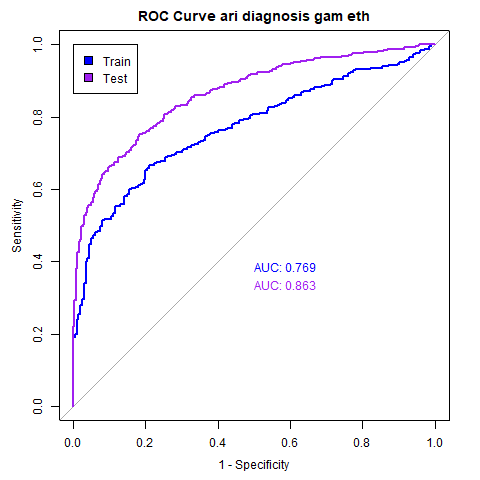 ROC Curve ari diagnosis gam eth
Train
Test
Sensitivity
1.0
0.8
0.6
0.4
0.2
0.0
AUC: 0.769
AUC: 0.863
0.0 0.2 0.4 0.6 0.8 1.0
1 - Specificity